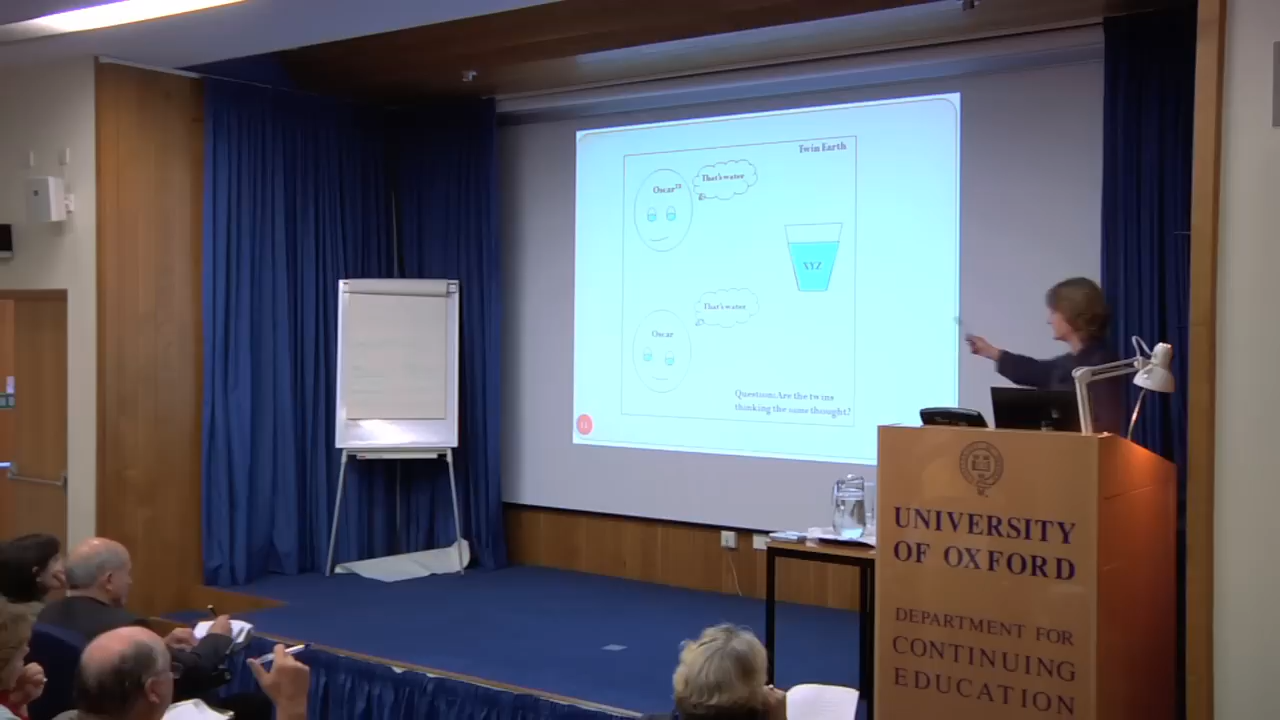 Twin Earth
Oscar
That's water
XYZ
That's water
Oscar
Question: Are the twins
thinking the same thought?
UNIVERSITY
OF OXFORD
DEPARTMENT FOR
CONTINUING
EDUCATION